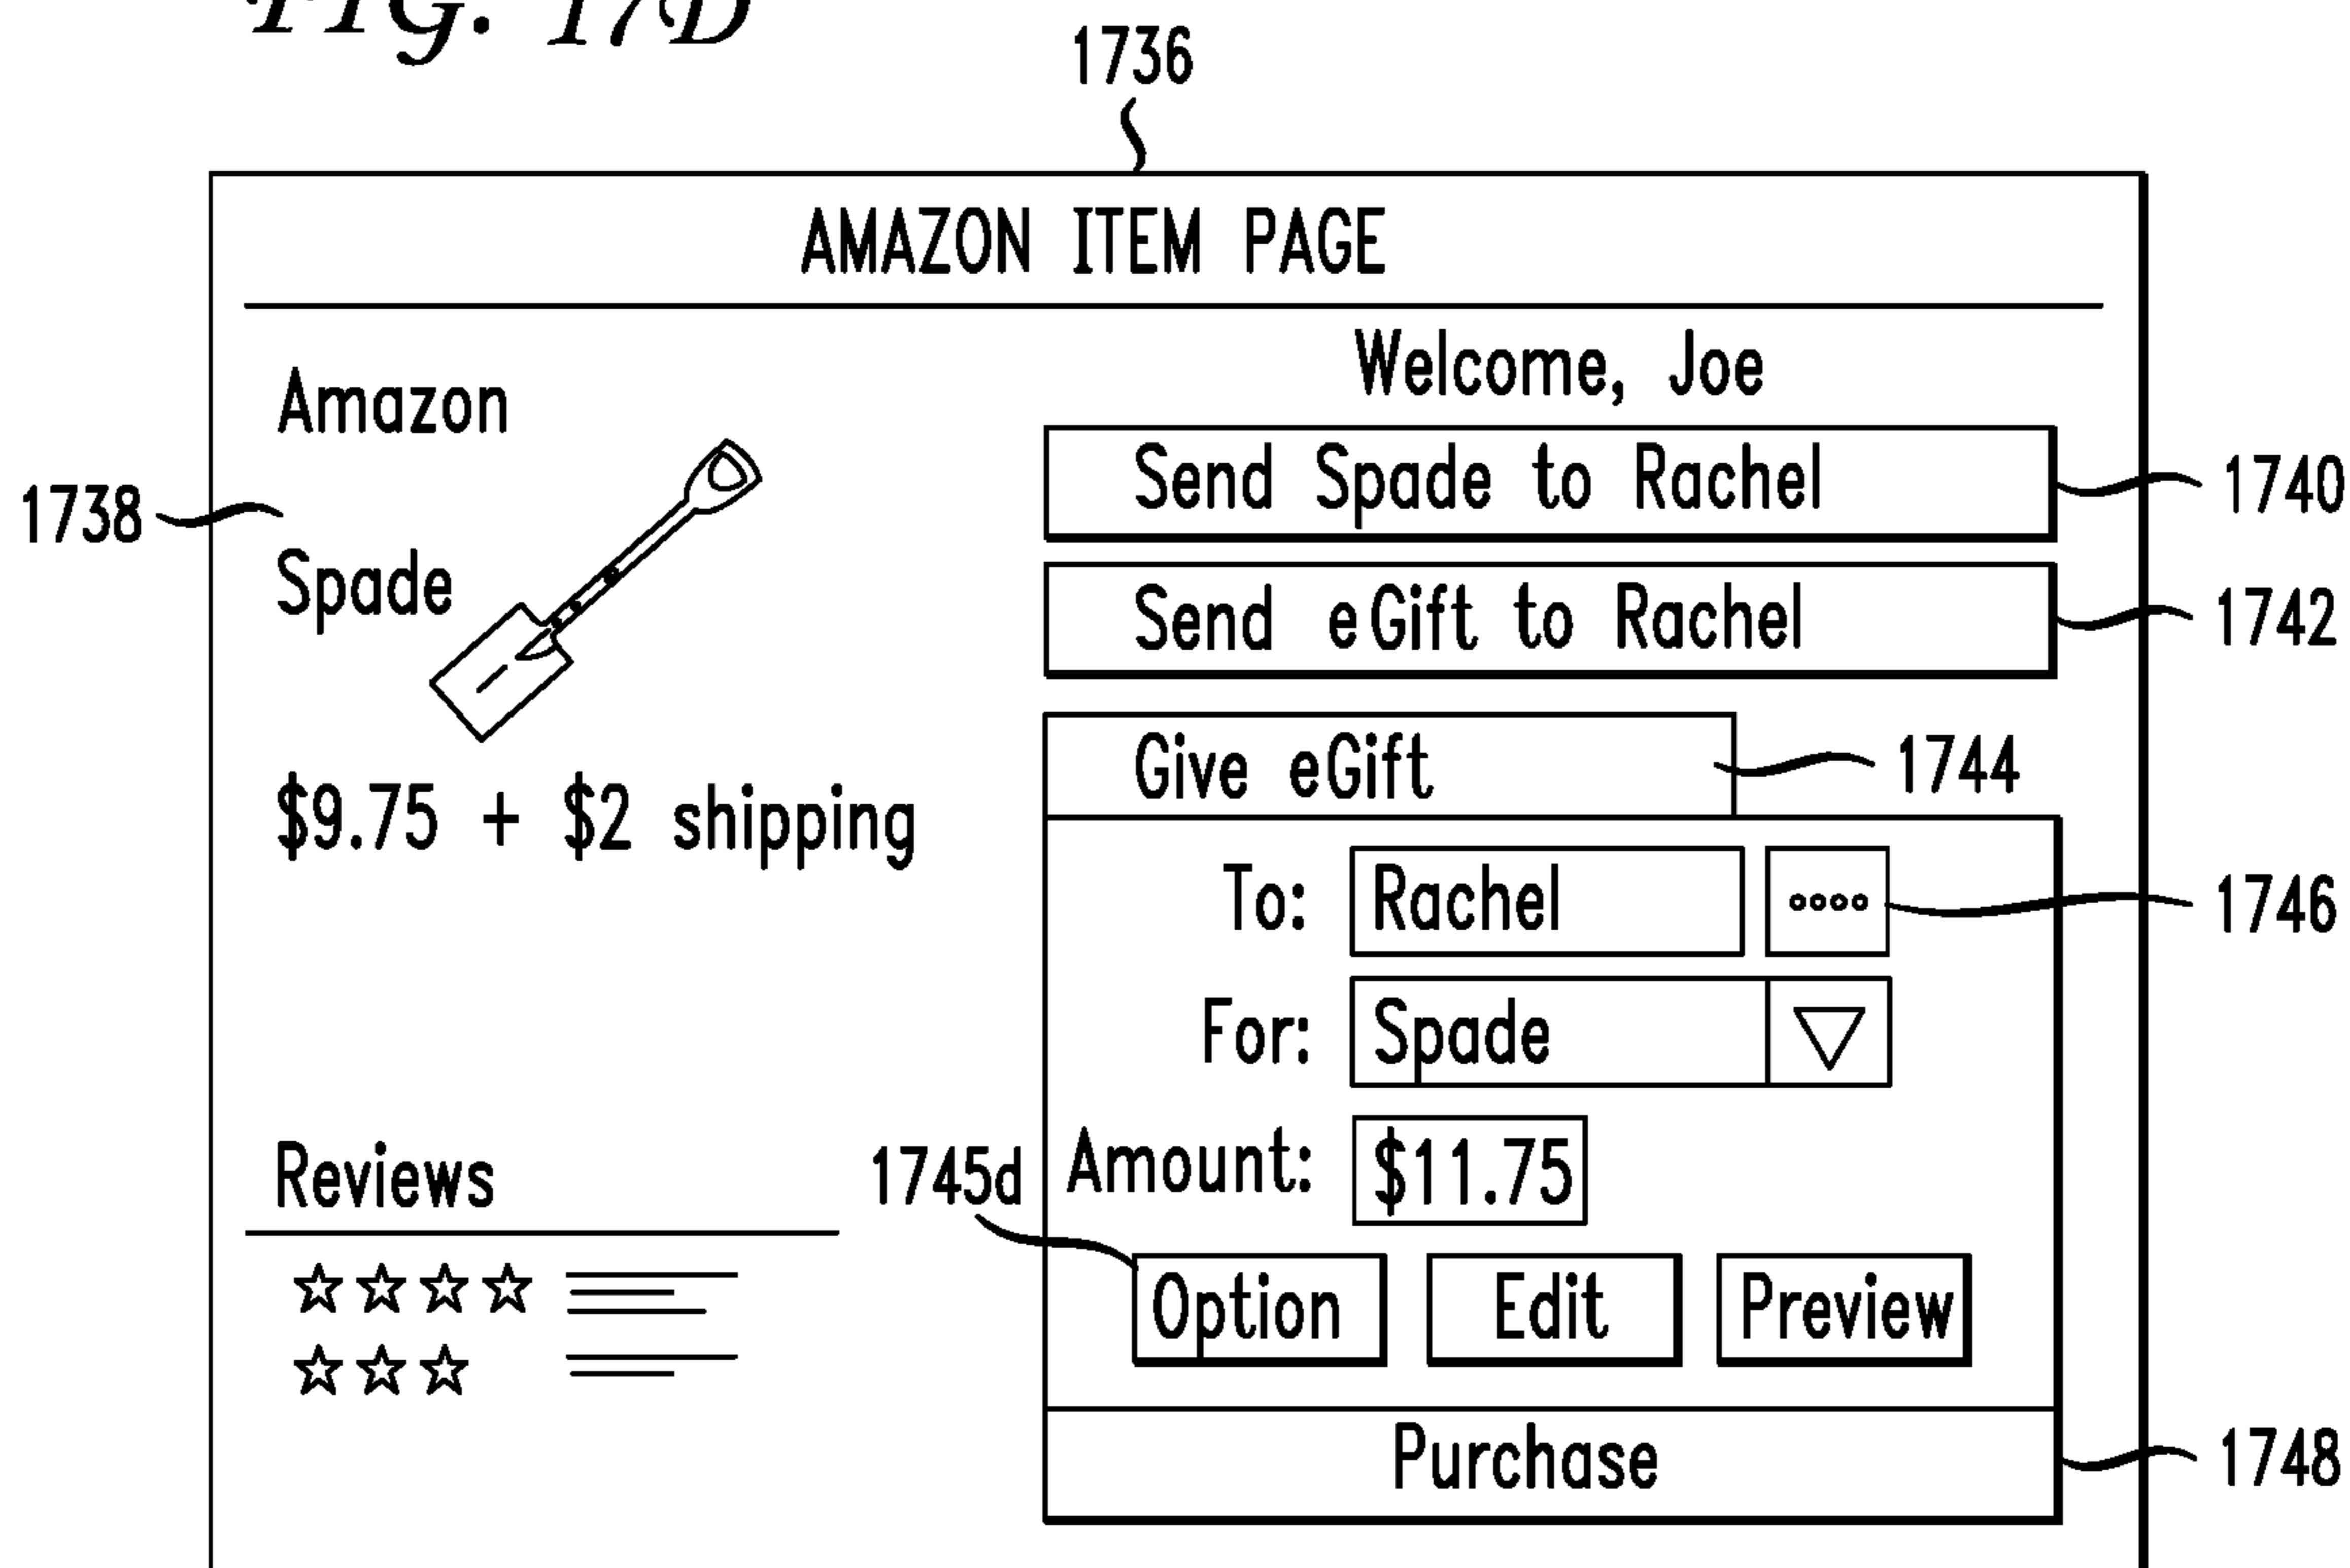 FIG. 17D
1736
AMAZON ITEM PAGE
Welcome, Joe
Amazon
Send Spade to Rachel
1740
1738
Spade
Send eGift to Rachel
1742
Give eGift
1744
$9.75 + $2 shipping
To: Rachel
1746
For: Spade
Amount: $11.75
Reviews
1745d
Option Edit Preview
Purchase
1748